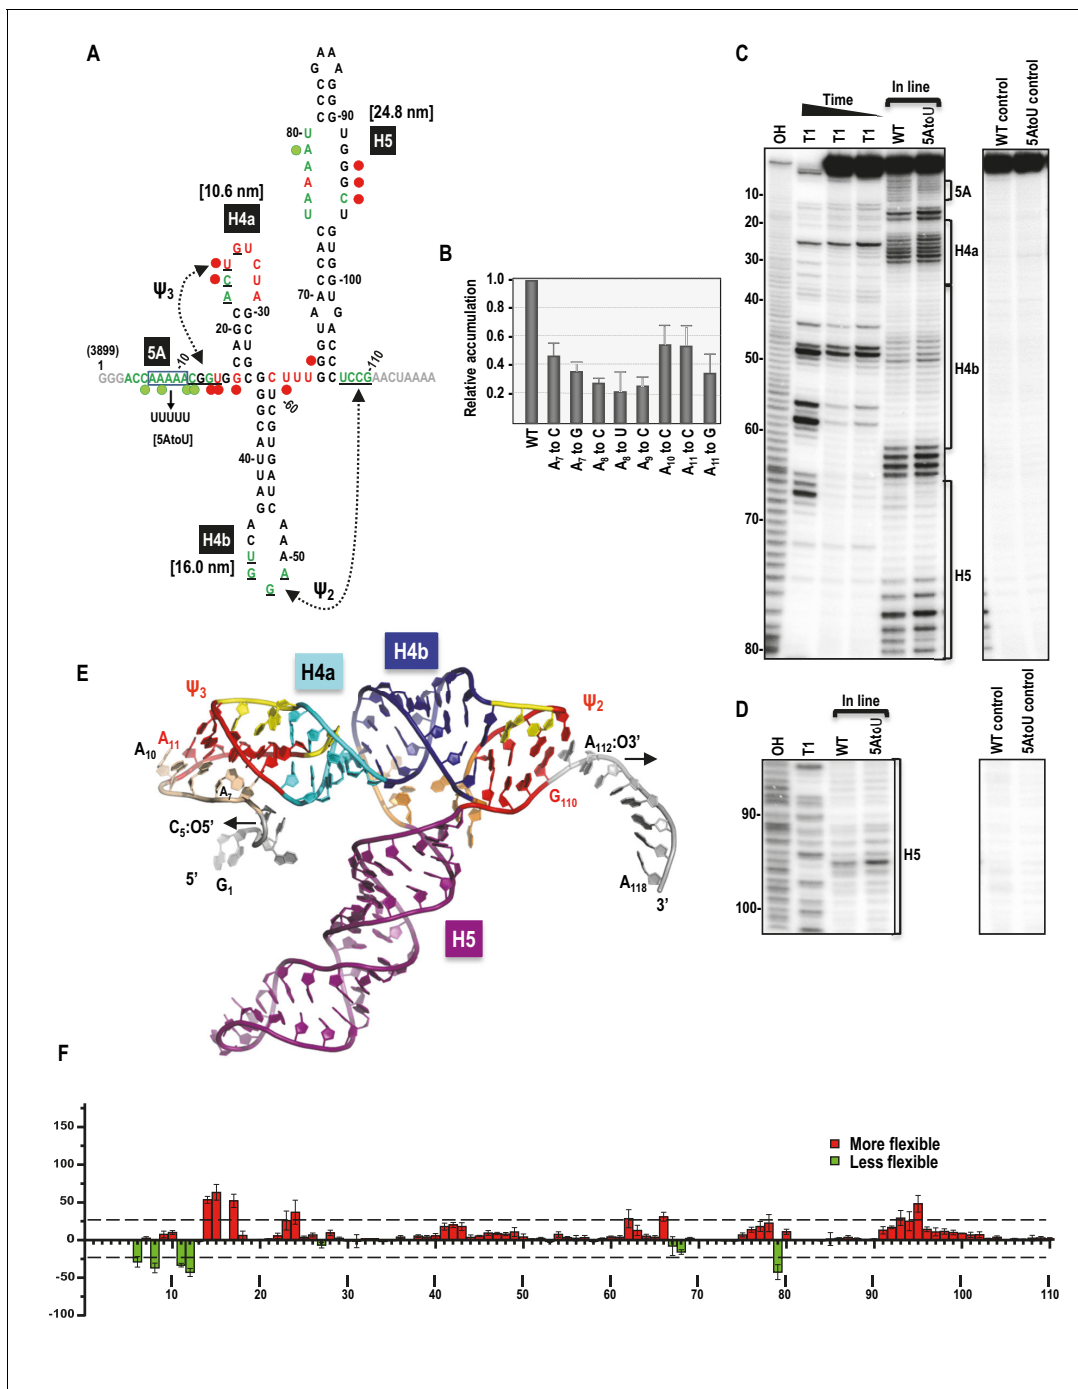 A
A A
G A
C G
C G
C G -90
80- U U
[24.8 nm]
A G
H5
A G
A G
A C
U U
[10.6 nm]
H4a
G U
U C
C U
A A
-30
Ψ3
20-
70-
-100
(3899)
1
5A
-10
GGGACCAAAAACGGUGG
CUUU
-60
GCUCCGAACUAAAA
-110
UUUUU
[5AtoU]
40-
A A
C A
U A -50
G A
G
H4b
[16.0 nm]
Ψ2
B
Relative accumulation
1.0
0.8
0.6
0.4
0.2
WT
A7 to C
A7 to G
A8 to C
A8 to U
A9 to C
A10 to C
A11 to C
A11 to G
C
Time
In line
OH
T1
T1
T1
WT
5AtoU
WT control
5AtoU control
10-
20-
30-
40-
50-
60-
70-
80-
5A
H4a
H4b
H5
D
In line
OH
T1
WT
5AtoU
WT control
5AtoU control
90-
100-
H5
E
H4a
H4b
Ψ3
Ψ2
A10
A11
A7
C5:O5'
5'
G1
A112:O3'
G110
A118
3'
H5
F
150
100
50
0
-50
-100
More flexible
Less flexible
10 20 30 40 50 60 70 80 90 100 110